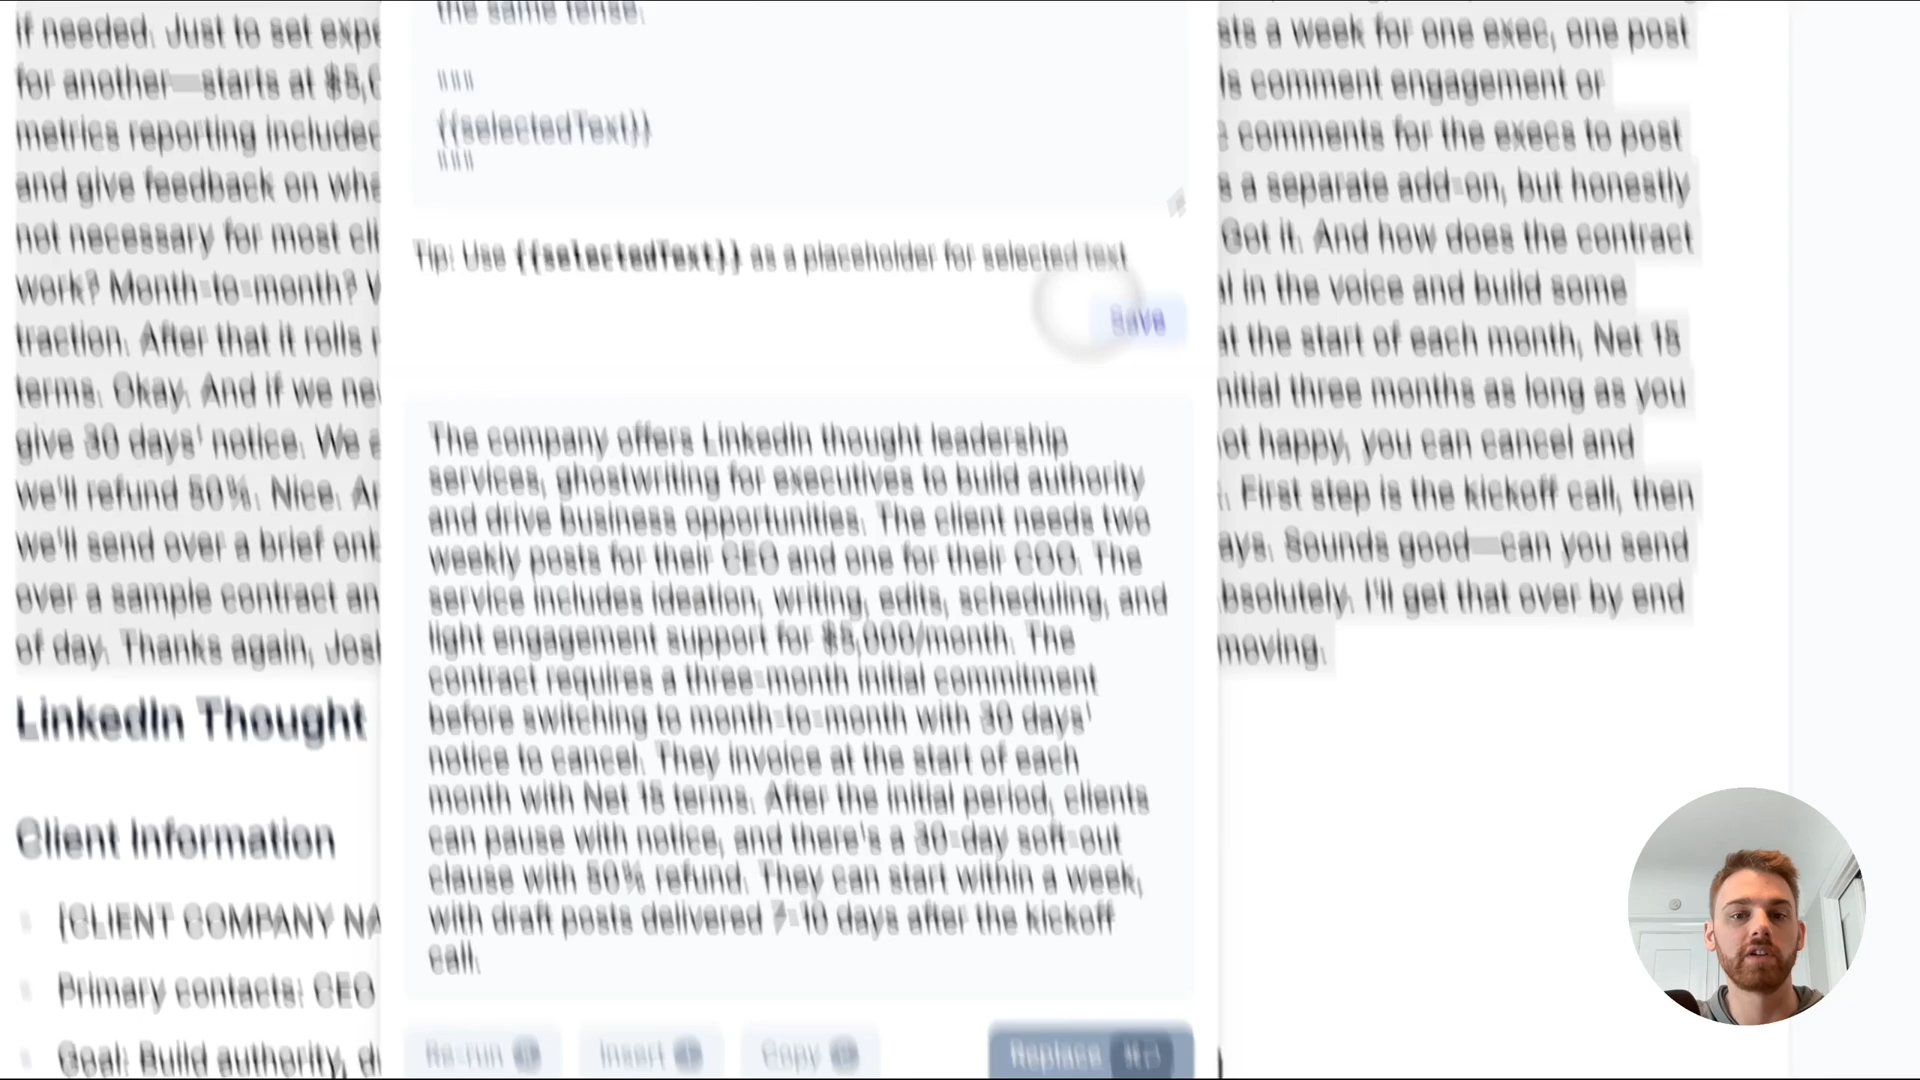 if needed. Just to set expe
for another—starts at $5,0
metrics reporting included
and give feedback on wha
not necessary for most cli
work? Month-to-month? W
traction. After that it rolls
terms. Okay. And if we nev
give 30 days' notice. We a
we'll refund 50%. Nice. An
we'll send over a brief onb
over a sample contract an
of day. Thanks again, Josh
LinkedIn Thought
Client Information
[CLIENT COMPANY NA
Primary contacts: CEO
Goal: Build authority, d
the same tense.
"""
{{selectedText}}
"""
Tip: Use {{selectedText}} as a placeholder for selected text
Save
The company offers LinkedIn thought leadership
services, ghostwriting for executives to build authority
and drive business opportunities. The client needs two
weekly posts for their CEO and one for their COO. The
service includes ideation, writing, edits, scheduling, and
light engagement support for $5,000/month. The
contract requires a three-month initial commitment
before switching to month-to-month with 30 days'
notice to cancel. They invoice at the start of each
month with Net 15 terms. After the initial period, clients
can pause with notice, and there's a 30-day soft-out
clause with 50% refund. They can start within a week,
with draft posts delivered 7-10 days after the kickoff
call.
Re-run
Insert
Copy
Replace
sts a week for one exec, one post
ls comment engagement or
comments for the execs to post
s a separate add-on, but honestly
Got it. And how does the contract
l in the voice and build some
at the start of each month, Net 15
nitial three months as long as you
ot happy, you can cancel and
. First step is the kickoff call, then
ays. Sounds good—can you send
bsolutely. I'll get that over by end
moving.